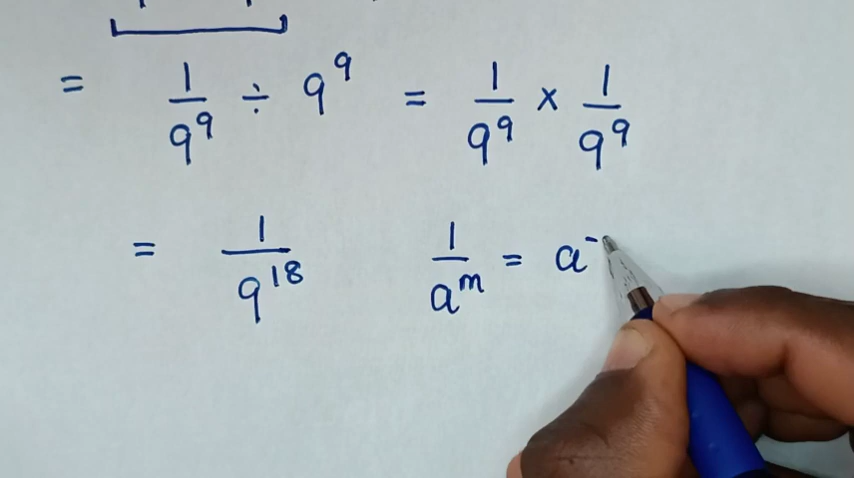 = 1/9^9 ÷ 9^9 = 1/9^9 × 1/9^9
= 1/9^18 1/a^m = a^-